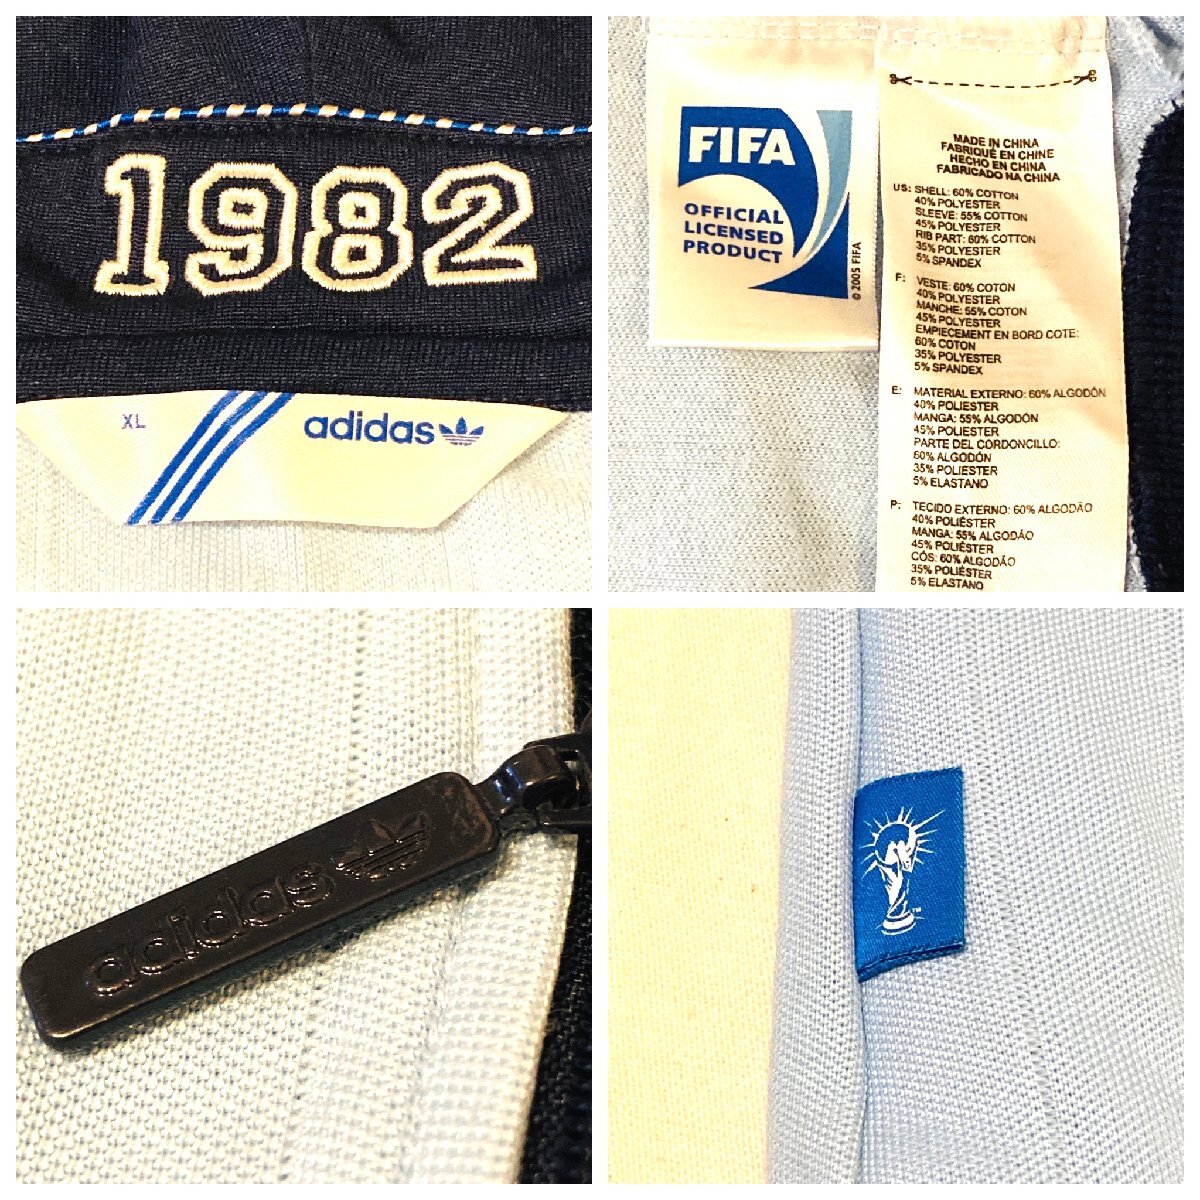 1982
XL
adidas
FIFA
OFFICIAL
LICENSED
PRODUCT
© 2005 FIFA
MADE IN CHINA
FABRIQUÉ EN CHINE
HECHO EN CHINA
FABRICADO NA CHINA
US: SHELL: 60% COTTON
40% POLYESTER
SLEEVE: 55% COTTON
45% POLYESTER
RIB PART: 60% COTTON
35% POLYESTER
5% SPANDEX
F: VESTE: 60% COTON
40% POLYESTER
MANCHE: 55% COTON
45% POLYESTER
EMPIECEMENT EN BORD COTE:
60% COTON
35% POLYESTER
5% SPANDEX
E: MATERIAL EXTERNO: 60% ALGODÓN
40% POLIESTER
MANGA: 55% ALGODÓN
45% POLIESTER
PARTE DEL CORDONCILLO:
60% ALGODÓN
35% POLIESTER
5% ELASTANO
P: TECIDO EXTERNO: 60% ALGODÃO
40% POLIÉSTER
MANGA: 55% ALGODÃO
45% POLIÉSTER
CÓS: 60% ALGODÃO
35% POLIÉSTER
5% ELASTANO
adidas
TM